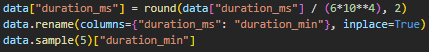 data["duration_ms"] = round(data["duration_ms"] / (6*10**4), 2)
data.rename(columns={"duration_ms": "duration_min"}, inplace=True)
data.sample(5)["duration_min"]